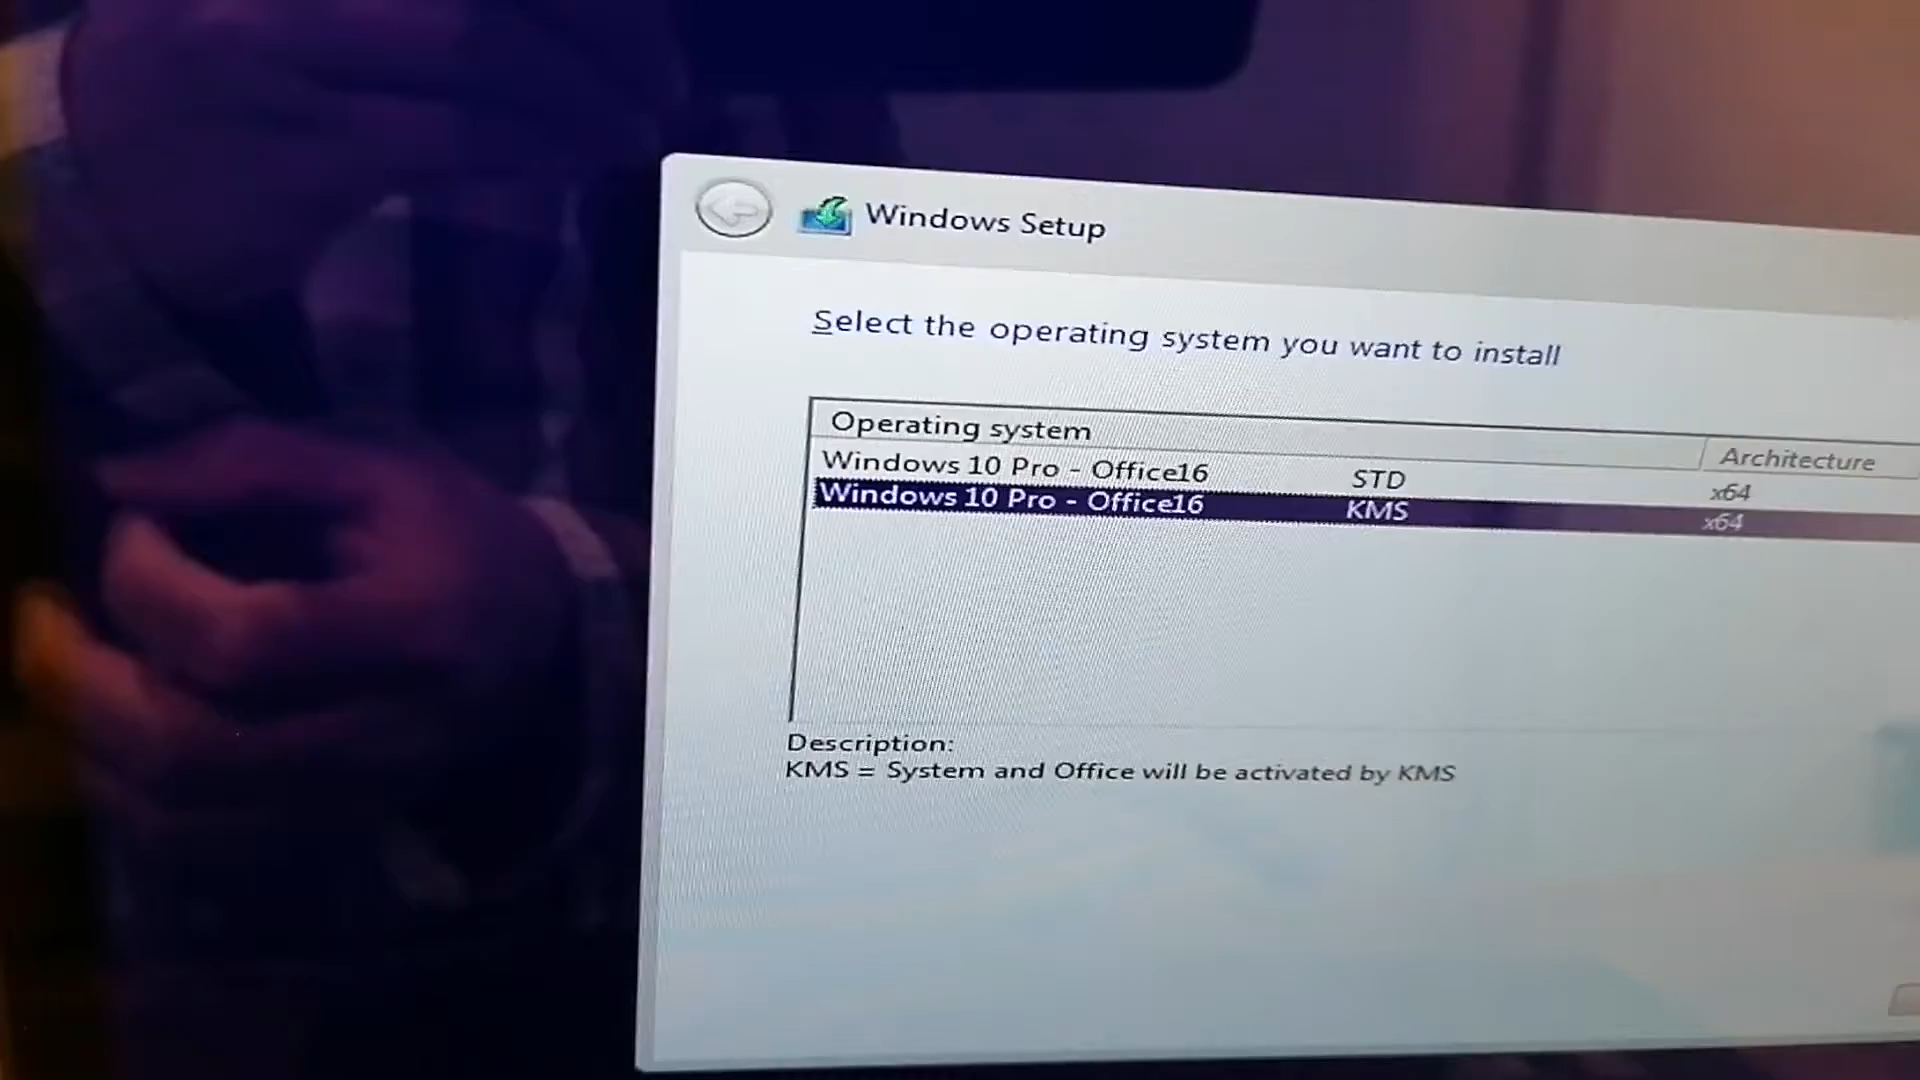 Windows Setup
Select the operating system you want to install
Operating system Architecture
Windows 10 Pro - Office16 STD x64
Windows 10 Pro - Office16 KMS x64
Description:
KMS = System and Office will be activated by KMS